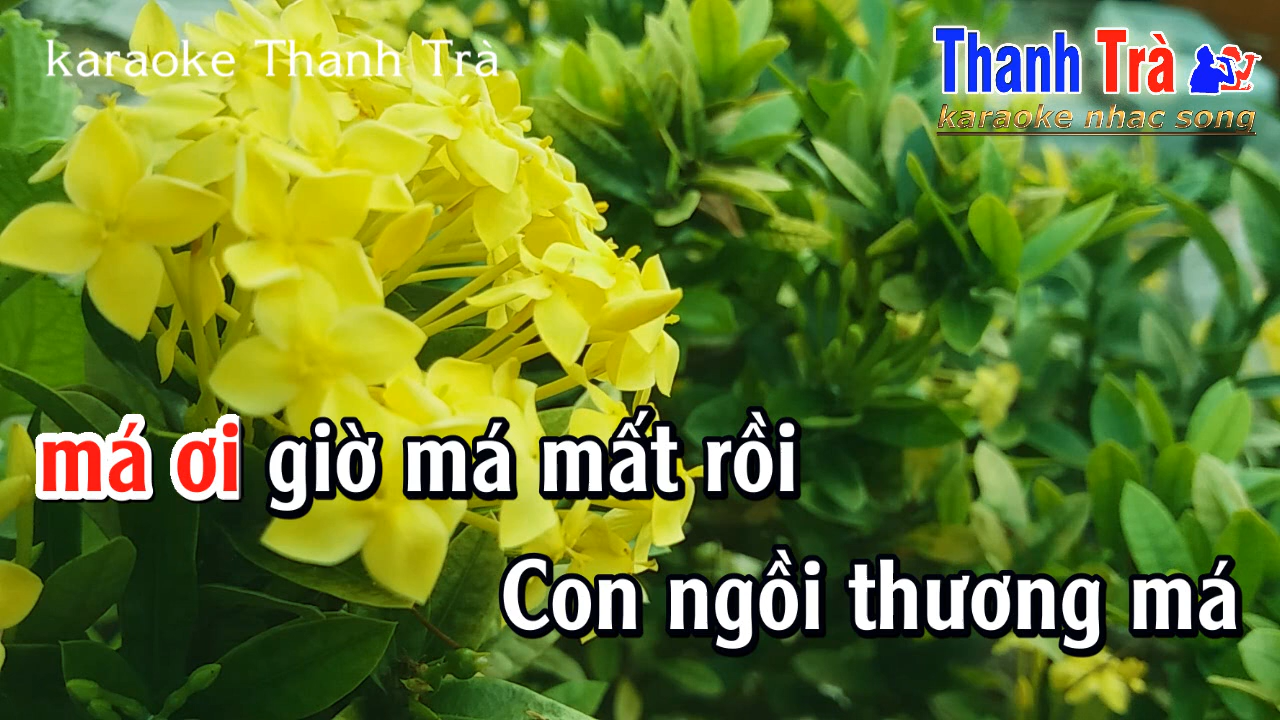 karaoke Thanh Trà
Thanh Trà
karaoke nhac song
má ơi giờ má mất rồi
Con ngồi thương má